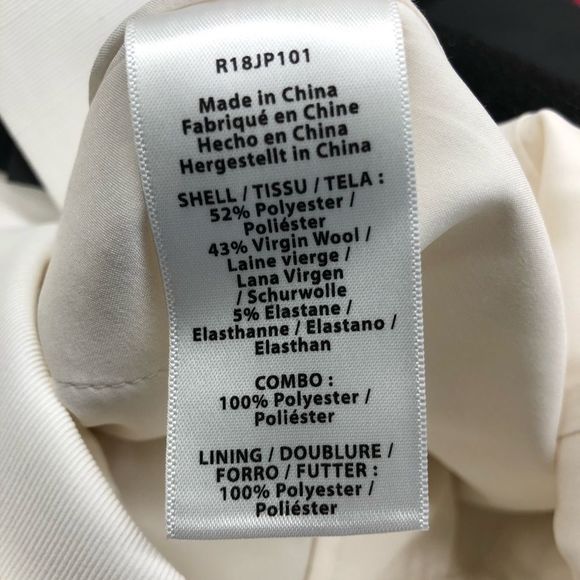 R18JP101
Made in China
Fabriqué en Chine
Hecho en China
Hergestellt in China
SHELL / TISSU / TELA :
52% Polyester /
Poliéster
43% Virgin Wool /
Laine vierge /
Lana Virgen
/ Schurwolle
5% Elastane /
Elasthanne / Elastano /
Elasthan
COMBO :
100% Polyester /
Poliéster
LINING / DOUBLURE /
FORRO / FUTTER :
100% Polyester /
Poliéster